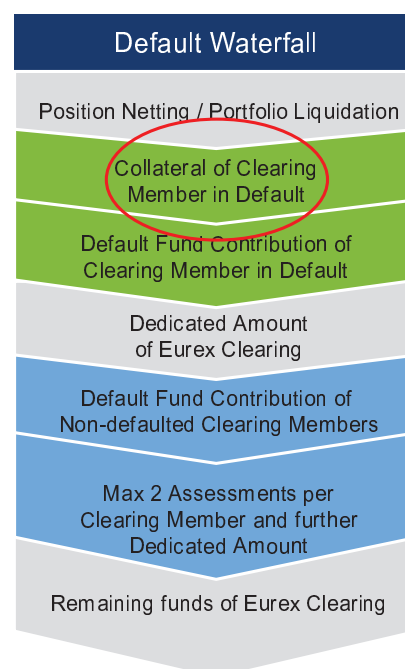 Default Waterfall
Position Netting / Portfolio Liquidation
Collateral of Clearing
Member in Default
Default Fund Contribution of
Clearing Member in Default
Dedicated Amount
of Eurex Clearing
Default Fund Contribution of
Non-defaulted Clearing Members
Max 2 Assessments per
Clearing Member and further
Dedicated Amount
Remaining funds of Eurex Clearing